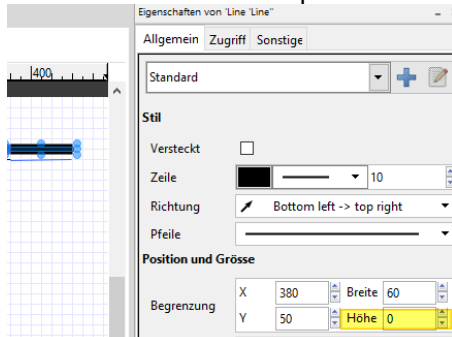 Eigenschaften von 'Line 'Line"
Allgemein Zugriff Sonstige
400
Standard
Stil
Versteckt
Zeile 10
Richtung Bottom left -> top right
Pfeile
Position und Grösse
Begrenzung
X 380 Breite 60
Y 50 Höhe 0